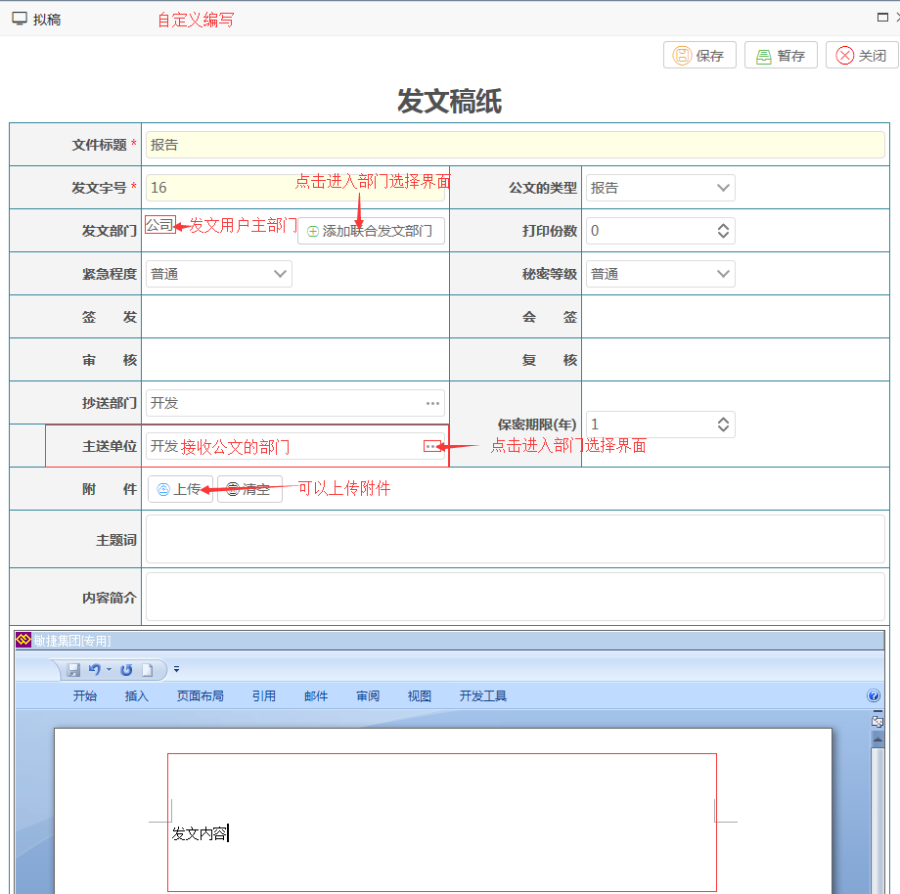 拟稿 自定义编写
保存 暂存 关闭
发文稿纸
文件标题 * 报告
发文字号 * 16 点击进入部门选择界面 公文的类型 报告
发文部门 公司 发文用户主部门 添加联合发文部门 打印份数 0
紧急程度 普通 秘密等级 普通
签 发 会 签
审 核 复 核
抄送部门 开发 ... 保密期限(年) 1
主送单位 开发 接收公文的部门 ... 点击进入部门选择界面
附 件 上传 清空 可以上传附件
主题词
内容简介
敏捷集团[专用]
开始 插入 页面布局 引用 邮件 审阅 视图 开发工具
发文内容